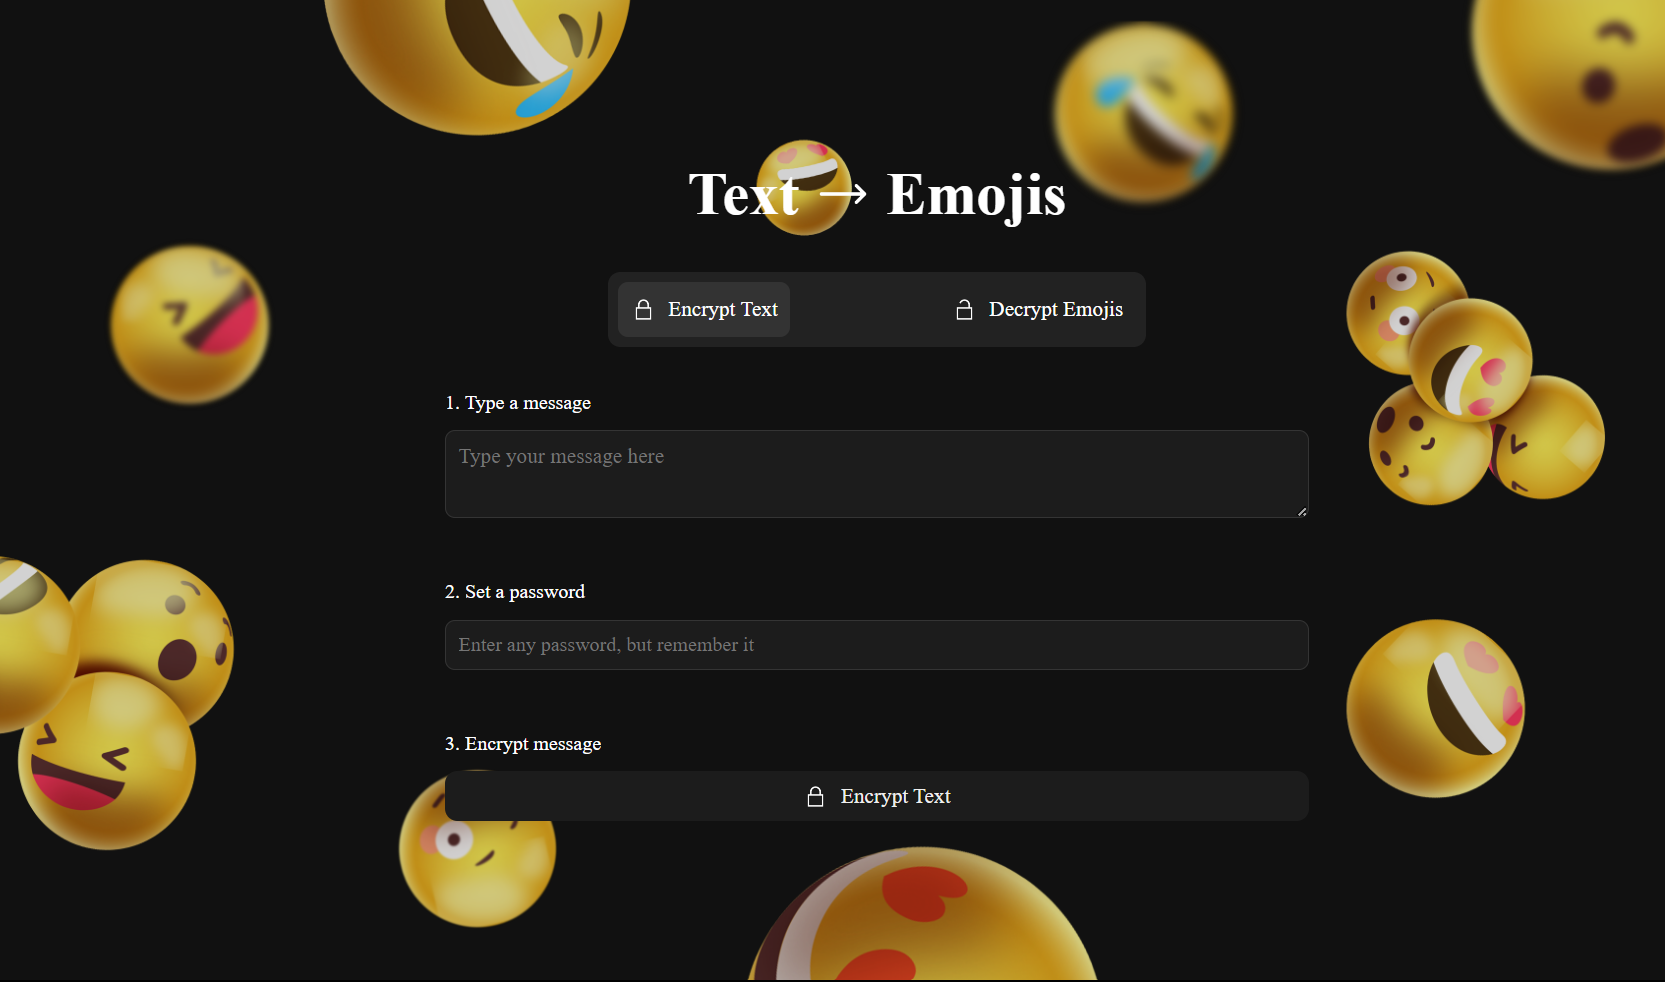 Text → Emojis
Encrypt Text
Decrypt Emojis
1. Type a message
Type your message here
2. Set a password
Enter any password, but remember it
3. Encrypt message
Encrypt Text